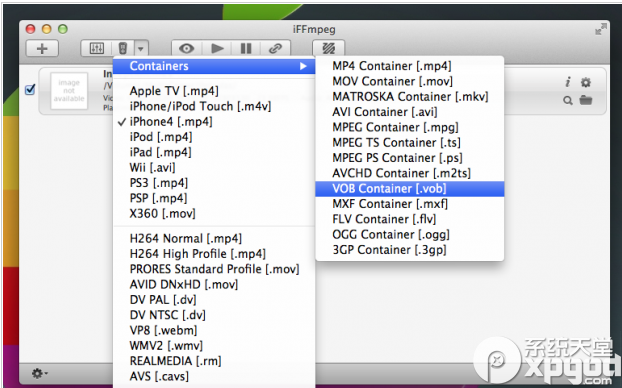 iFFmpeg
Containers
image
not
available
In
/V
Vid
Pla
Apple TV [.mp4]
iPhone/iPod Touch [.m4v]
iPhone4 [.mp4]
iPod [.mp4]
iPad [.mp4]
Wii [.avi]
PS3 [.mp4]
PSP [.mp4]
X360 [.mov]
H264 Normal [.mp4]
H264 High Profile [.mp4]
PRORES Standard Profile [.mov]
AVID DNxHD [.mov]
DV PAL [.dv]
DV NTSC [.dv]
VP8 [.webm]
WMV2 [.wmv]
REALMEDIA [.rm]
AVS [.cavs]
MP4 Container [.mp4]
MOV Container [.mov]
MATROSKA Container [.mkv]
AVI Container [.avi]
MPEG Container [.mpg]
MPEG TS Container [.ts]
MPEG PS Container [.ps]
AVCHD Container [.m2ts]
VOB Container [.vob]
MXF Container [.mxf]
FLV Container [.flv]
OGG Container [.ogg]
3GP Container [.3gp]
系统天堂